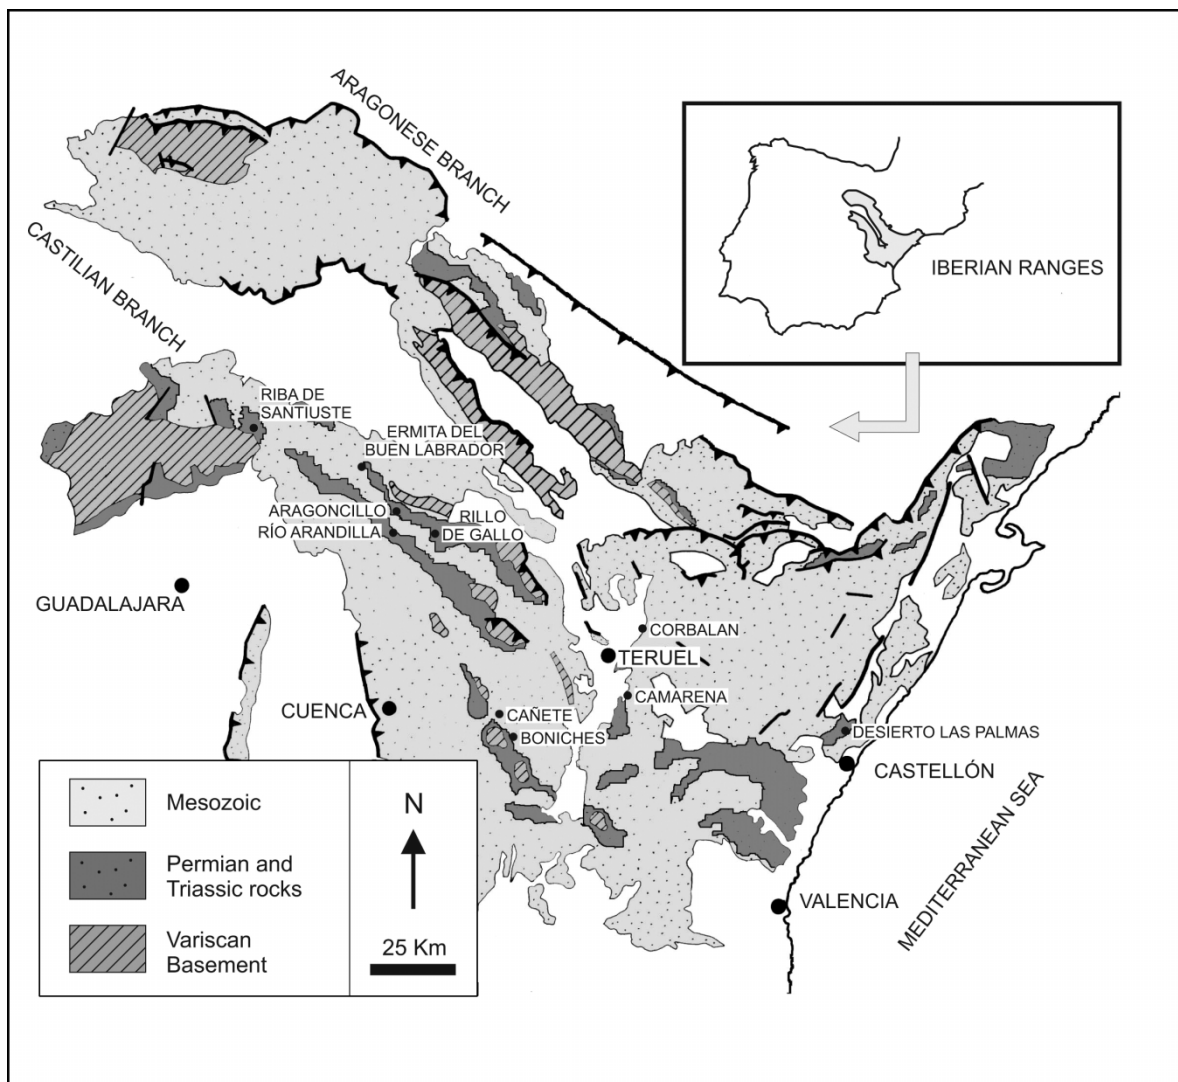 ARAGONESE BRANCH
CASTILIAN BRANCH
IBERIAN RANGES
RIBA DE
SANTIUSTE
ERMITA DEL
BUEN LABRADOR
ARAGONCILLO
RÍO ARANDILLA
RILLO
DE GALLO
GUADALAJARA
CORBALAN
TERUEL
CAMARENA
CUENCA
CAÑETE
BONICHES
DESIERTO LAS PALMAS
CASTELLÓN
VALENCIA
MEDITERRANEAN SEA
Mesozoic
Permian and
Triassic rocks
Variscan
Basement
N
25 Km